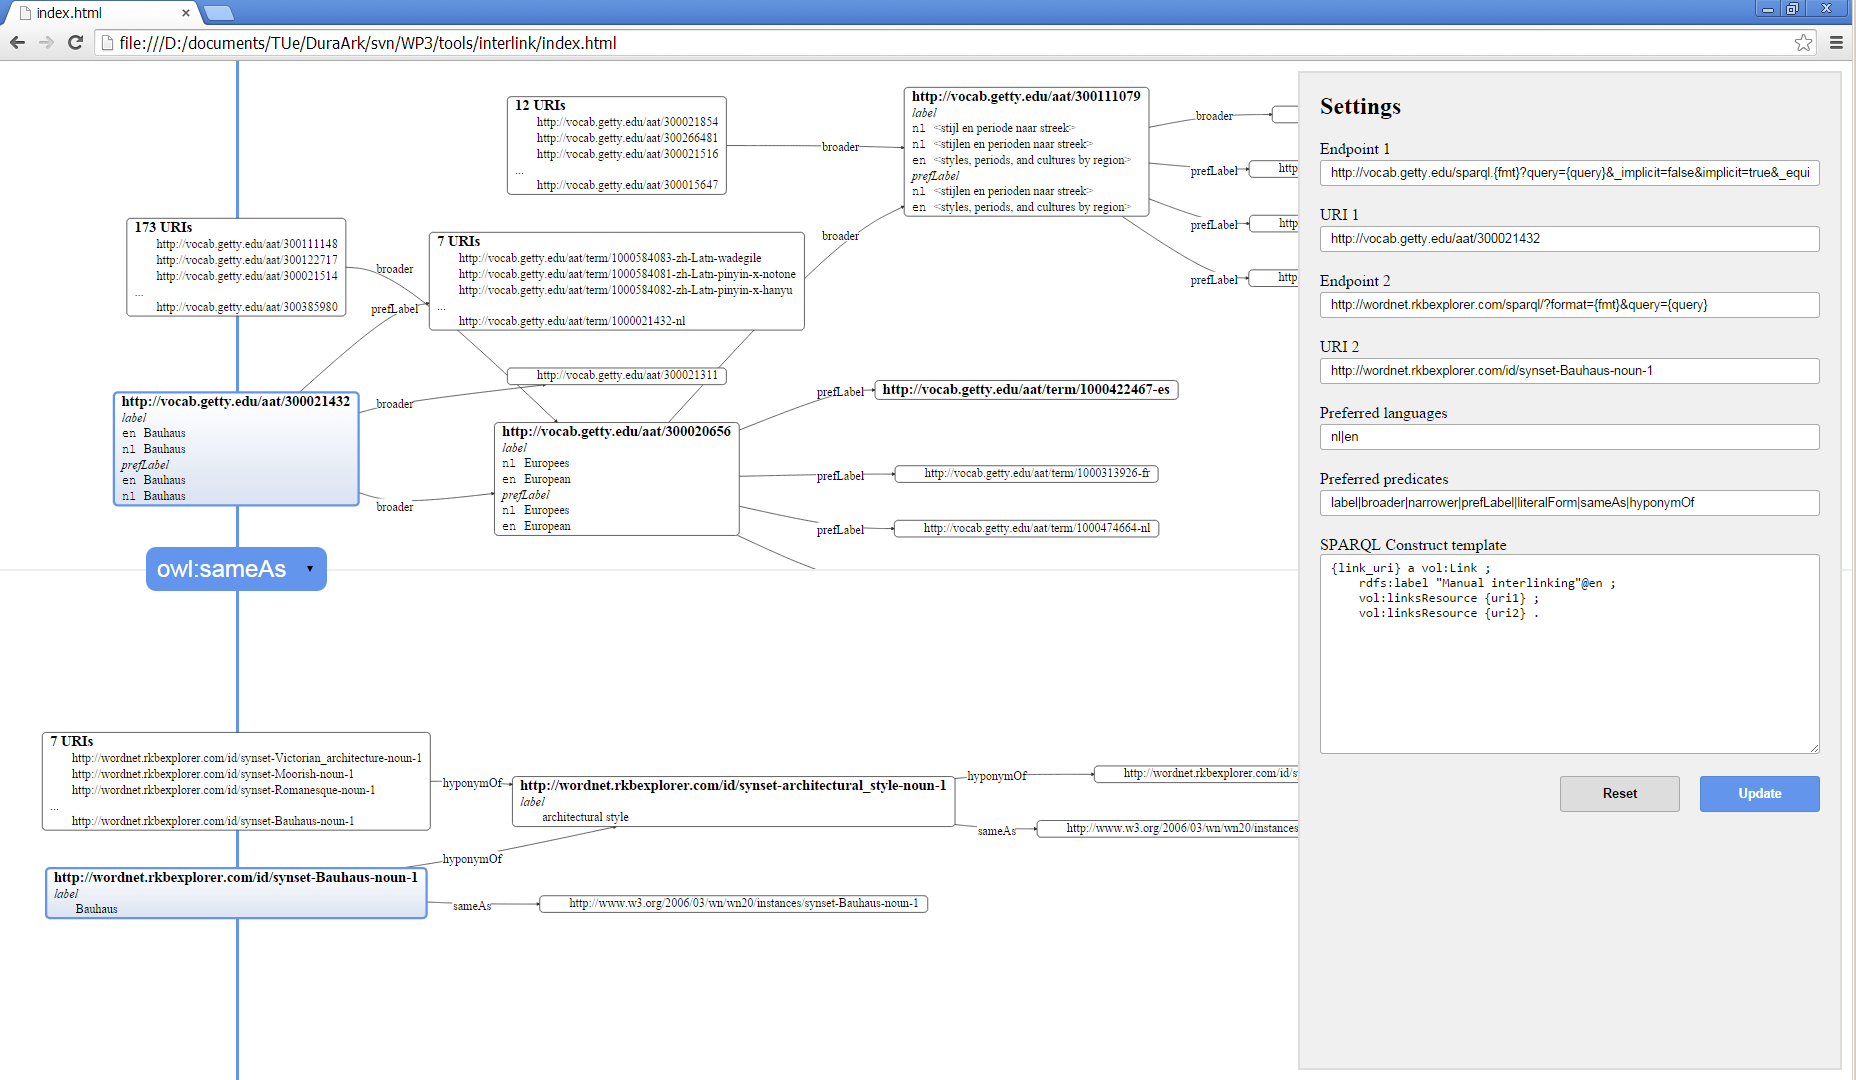 index.html
file:///D:/documents/TUe/DuraArk/svn/WP3/tools/interlink/index.html
12 URIs
http://vocab.getty.edu/aat/300021854
http://vocab.getty.edu/aat/300266481
http://vocab.getty.edu/aat/300021516
...
http://vocab.getty.edu/aat/300015647
broader
http://vocab.getty.edu/aat/300111079
label
nl <stijl en periode naar streek>
nl <stijlen en perioden naar streek>
en <styles, periods, and cultures by region>
prefLabel
nl <stijlen en perioden naar streek>
en <styles, periods, and cultures by region>
broader
prefLabel
http
prefLabel
http
prefLabel
http
173 URIs
http://vocab.getty.edu/aat/300111148
http://vocab.getty.edu/aat/300122717
http://vocab.getty.edu/aat/300021514
...
http://vocab.getty.edu/aat/300385980
broader
prefLabel
7 URIs
http://vocab.getty.edu/aat/term/1000584083-zh-Latn-wadegile
http://vocab.getty.edu/aat/term/1000584081-zh-Latn-pinyin-x-notone
http://vocab.getty.edu/aat/term/1000584082-zh-Latn-pinyin-x-hanyu
...
http://vocab.getty.edu/aat/term/1000021432-nl
broader
http://vocab.getty.edu/aat/300021311
http://vocab.getty.edu/aat/300021432
label
en Bauhaus
nl Bauhaus
prefLabel
en Bauhaus
nl Bauhaus
broader
broader
http://vocab.getty.edu/aat/300020656
label
nl Europees
en European
prefLabel
nl Europees
en European
prefLabel
http://vocab.getty.edu/aat/term/1000422467-es
prefLabel
http://vocab.getty.edu/aat/term/1000313926-fr
prefLabel
http://vocab.getty.edu/aat/term/1000474664-nl
owl:sameAs
7 URIs
http://wordnet.rkbexplorer.com/id/synset-Victorian_architecture-noun-1
http://wordnet.rkbexplorer.com/id/synset-Moorish-noun-1
http://wordnet.rkbexplorer.com/id/synset-Romanesque-noun-1
...
http://wordnet.rkbexplorer.com/id/synset-Bauhaus-noun-1
hyponymOf
http://wordnet.rkbexplorer.com/id/synset-architectural_style-noun-1
label
architectural style
hyponymOf
http://wordnet.rkbexplorer.com/id/s
sameAs
http://www.w3.org/2006/03/wn/wn20/instances
hyponymOf
http://wordnet.rkbexplorer.com/id/synset-Bauhaus-noun-1
label
Bauhaus
sameAs
http://www.w3.org/2006/03/wn/wn20/instances/synset-Bauhaus-noun-1
Settings
Endpoint 1
http://vocab.getty.edu/sparql.{fmt}?query={query}&_implicit=false&implicit=true&_equi
URI 1
http://vocab.getty.edu/aat/300021432
Endpoint 2
http://wordnet.rkbexplorer.com/sparql/?format={fmt}&query={query}
URI 2
http://wordnet.rkbexplorer.com/id/synset-Bauhaus-noun-1
Preferred languages
nl|en
Preferred predicates
label|broader|narrower|prefLabel|literalForm|sameAs|hyponymOf
SPARQL Construct template
{link_uri} a vol:Link ;
rdfs:label "Manual interlinking"@en ;
vol:linksResource {uri1} ;
vol:linksResource {uri2} .
Reset
Update